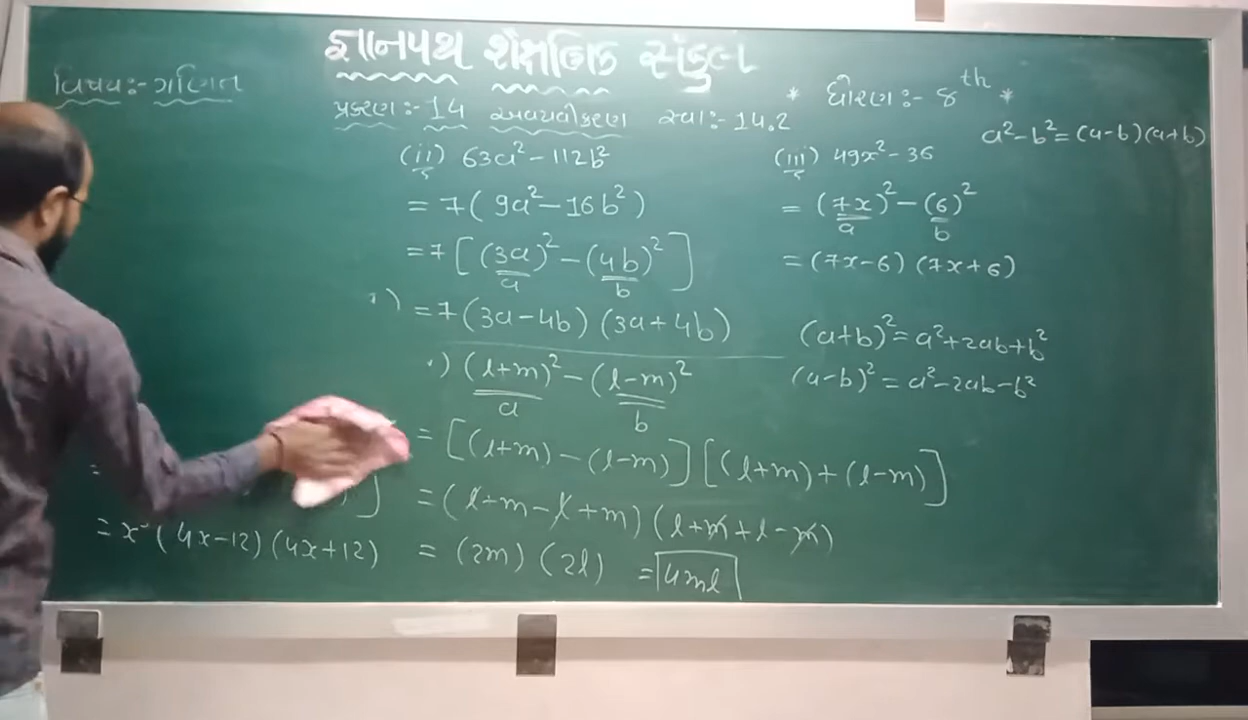 જ્ઞાનપથ શૈક્ષણિક સંકુલ
વિષય:- ગણિત
* ધોરણ:- 8th *
પ્રકરણ:- 14 અવયવીકરણ સ્વા:- 14.2
a²-b²=(a-b)(a+b)
(ii) 63a²-112b²
= 7(9a²-16b²)
=7[(3a)²-(4b)²]
a b
=7(3a-4b)(3a+4b)
(iii) 49x²-36
= (7x)²-(6)²
a b
=(7x-6)(7x+6)
(a+b)²=a²+2ab+b²
(a-b)²=a²-2ab-b²
) (l+m)²-(l-m)²
a b
= [(l+m)-(l-m)][(l+m)+(l-m)]
=(l+m-l+m)(l+m+l-m)
= (2m)(2l) =4ml
]
= x²(4x-12)(4x+12)